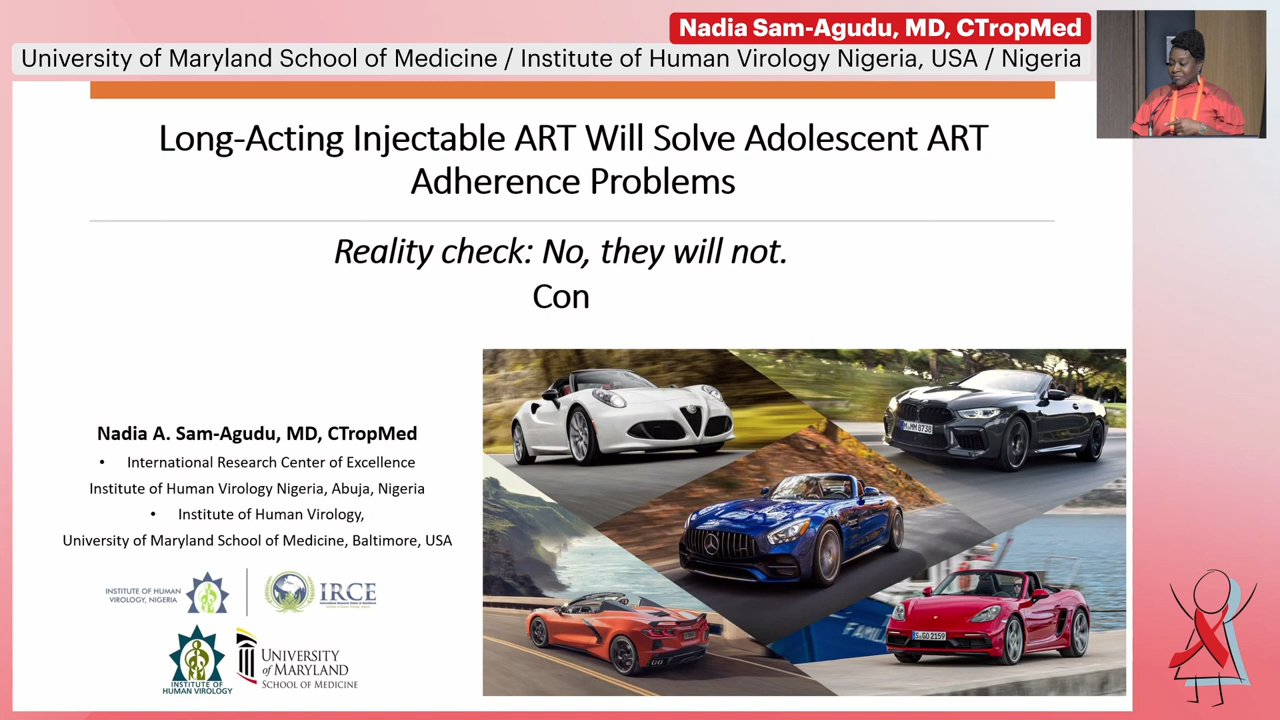 Nadia Sam-Agudu, MD, CTropMed
University of Maryland School of Medicine / Institute of Human Virology Nigeria, USA / Nigeria
Long-Acting Injectable ART Will Solve Adolescent ART
Adherence Problems
Reality check: No, they will not.
Con
Nadia A. Sam-Agudu, MD, CTropMed
• International Research Center of Excellence
Institute of Human Virology Nigeria, Abuja, Nigeria
• Institute of Human Virology,
University of Maryland School of Medicine, Baltimore, USA
INSTITUTE OF HUMAN
VIROLOGY, NIGERIA
IRCE
INSTITUTE OF
HUMAN VIROLOGY
UNIVERSITY
of MARYLAND
SCHOOL OF MEDICINE
M·MM 8738
S·GO 2159